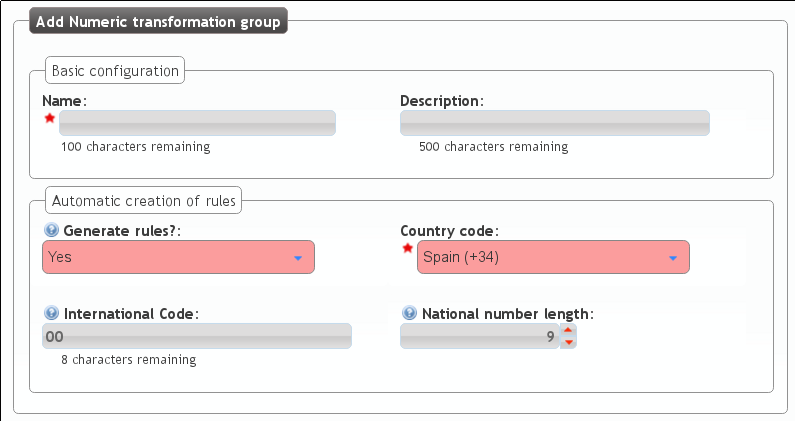 Add Numeric transformation group
Basic configuration
Name: Description:
100 characters remaining 500 characters remaining
Automatic creation of rules
Generate rules?: Country code:
Yes Spain (+34)
International Code: National number length:
00 9
8 characters remaining